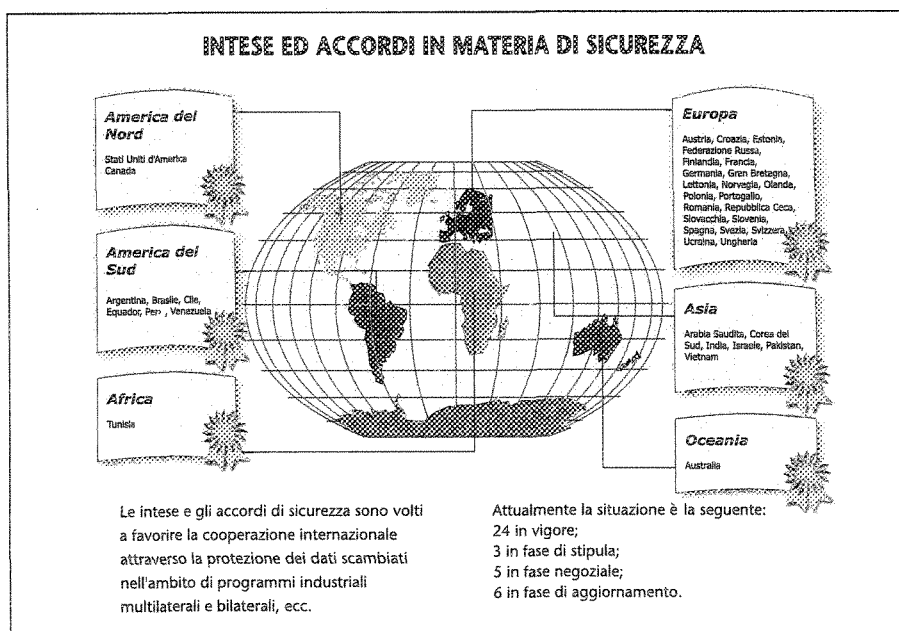 INTESE ED ACCORDI IN MATERIA DI SICUREZZA
America del
Nord
Stati Uniti d'America
Canada
America del
Sud
Argentina, Brasile, Cile,
Equador, Per , Venezuela
Africa
Tunisia
Europa
Austria, Croazia, Estonia,
Federazione Russa,
Finlandia, Francia,
Germania, Gren Bretagna,
Lettonia, Norvegia, Olanda,
Polonia, Portogallo,
Romania, Repubblica Ceca,
Slovacchia, Slovenia,
Spagna, Svezia, Svizzera,
Ucraina, Ungheria
Asia
Arabia Saudita, Corea del
Sud, India, Israele, Pakistan,
Vietnam
Oceania
Australia
Le intese e gli accordi di sicurezza sono volti
a favorire la cooperazione internazionale
attraverso la protezione dei dati scambiati
nell'ambito di programmi industriali
multilaterali e bilaterali, ecc.
Attualmente la situazione è la seguente:
24 in vigore;
3 in fase di stipula;
5 in fase negoziale;
6 in fase di aggiornamento.